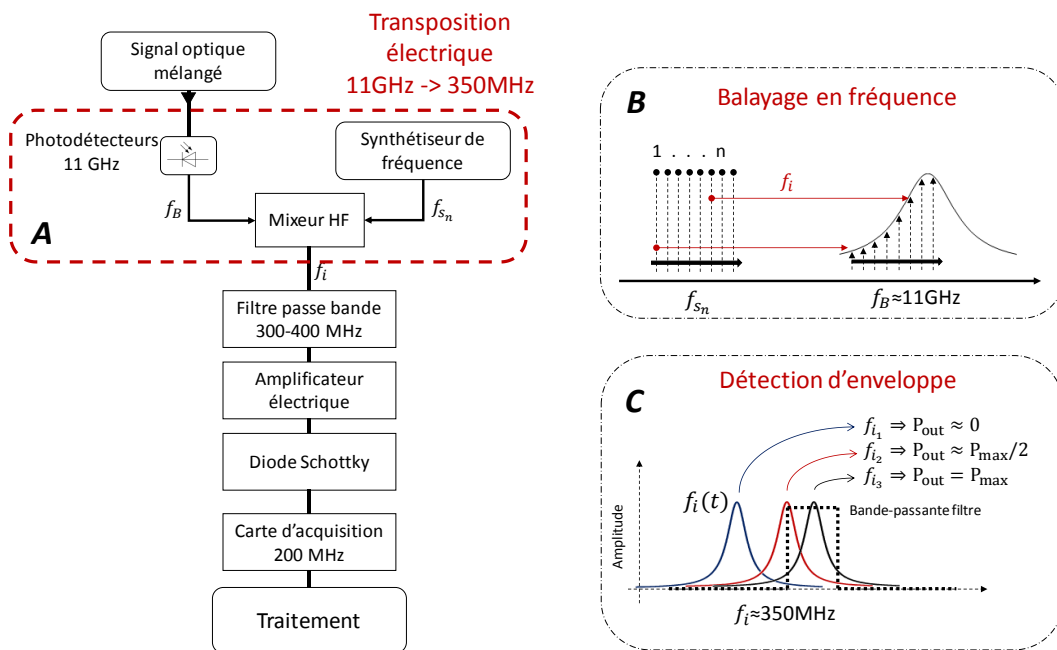 Signal optique
mélangé
Transposition
électrique
11GHz -> 350MHz
Photodétecteurs
11 GHz
Synthétiseur de
fréquence
f_B
Mixeur HF
f_{s_n}
A
f_i
Filtre passe bande
300-400 MHz
Amplificateur
électrique
Diode Schottky
Carte d'acquisition
200 MHz
Traitement
B
Balayage en fréquence
1 . . . n
f_i
f_{s_n}
f_B≈11GHz
C
Détection d'enveloppe
f_{i_1} ⇒ P_out ≈ 0
f_{i_2} ⇒ P_out ≈ P_max/2
f_{i_3} ⇒ P_out = P_max
f_i(t)
Bande-passante filtre
Amplitude
f_i≈350MHz